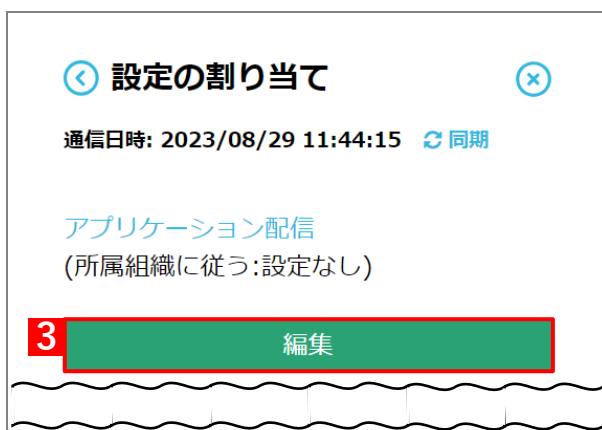 設定の割り当て
通信日時: 2023/08/29 11:44:15 同期
アプリケーション配信
(所属組織に従う:設定なし)
3 編集